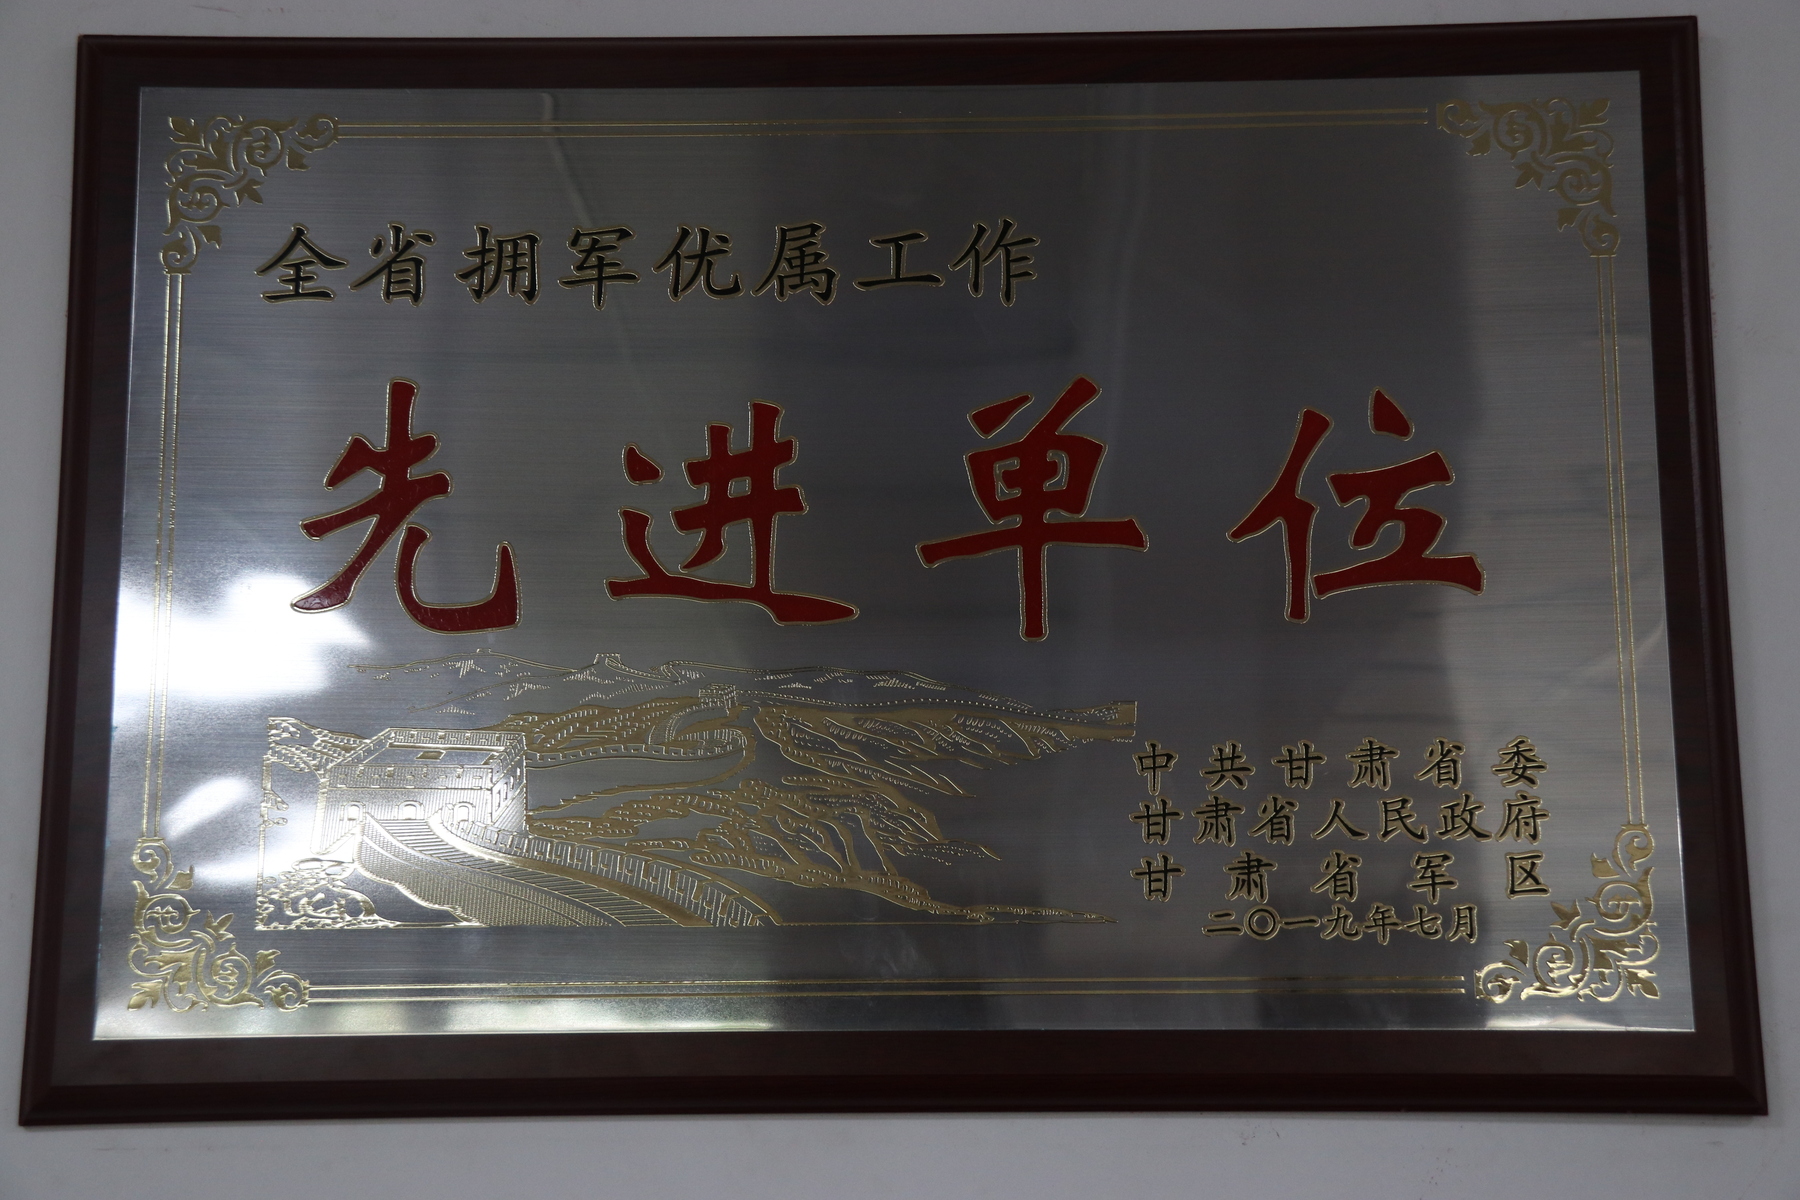 全省拥军优属工作
先进单位
中共甘肃省委
甘肃省人民政府
甘肃省军区
二〇一九年七月